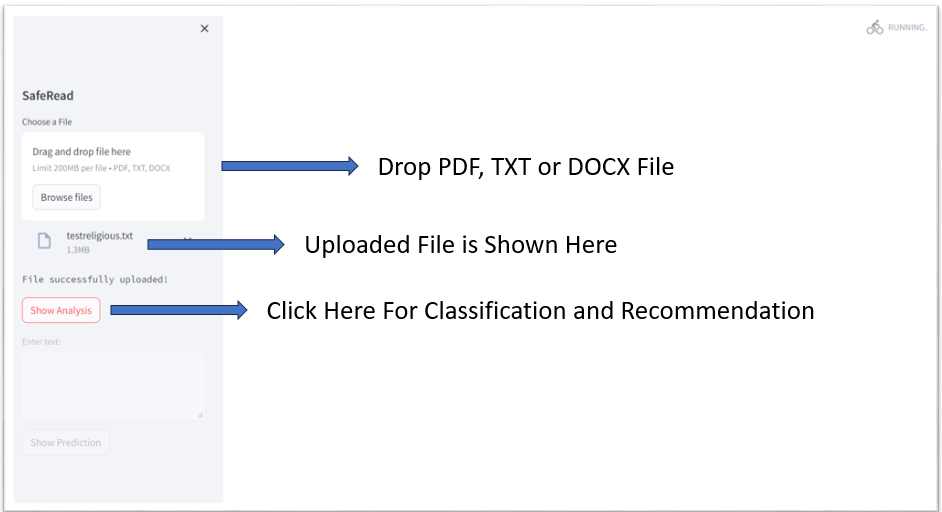 RUNNING.
SafeRead
Choose a File
Drag and drop file here
Limit 200MB per file • PDF, TXT, DOCX
Drop PDF, TXT or DOCX File
Browse files
testreligious.txt
1.3MB
Uploaded File is Shown Here
File successfully uploaded!
Show Analysis
Click Here For Classification and Recommendation
Enter text:
Show Prediction